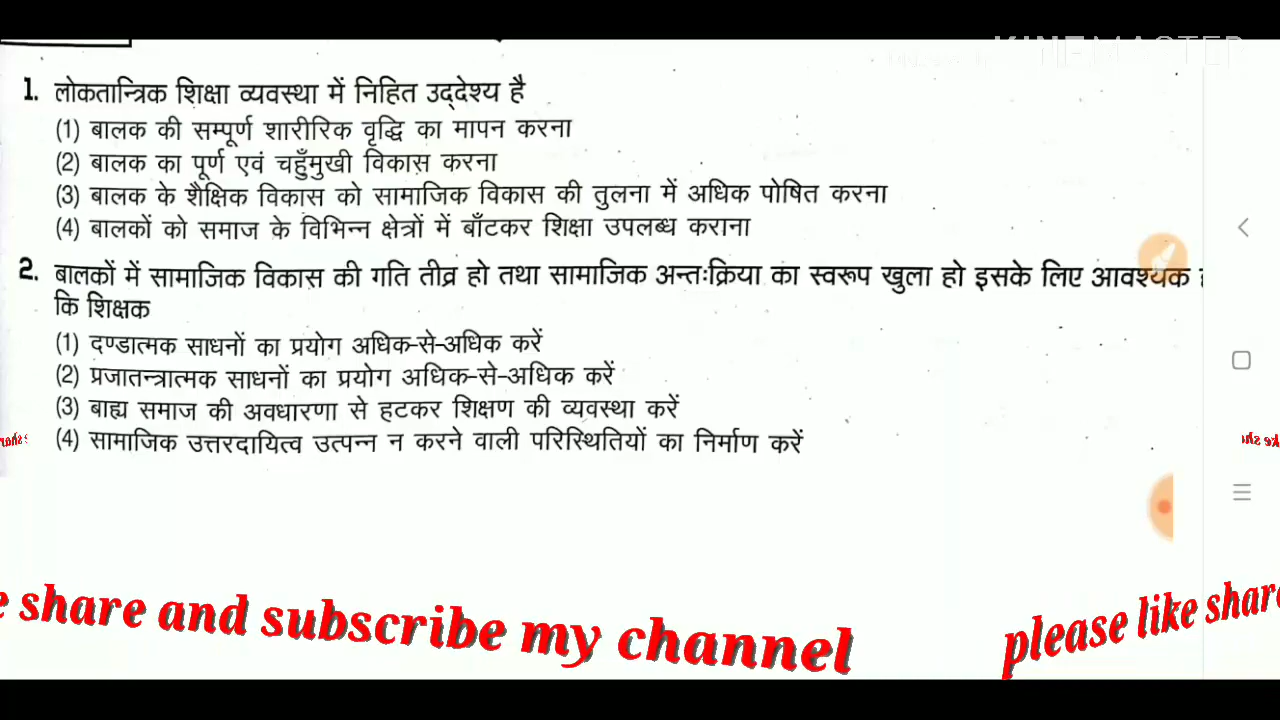 KINEMASTER
1. लोकतान्त्रिक शिक्षा व्यवस्था में निहित उद्देश्य है
(1) बालक की सम्पूर्ण शारीरिक वृद्धि का मापन करना
(2) बालक का पूर्ण एवं चहुँमुखी विकास करना
(3) बालक के शैक्षिक विकास को सामाजिक विकास की तुलना में अधिक पोषित करना
(4) बालकों को समाज के विभिन्न क्षेत्रों में बाँटकर शिक्षा उपलब्ध कराना
2. बालकों में सामाजिक विकास की गति तीव्र हो तथा सामाजिक अन्तःक्रिया का स्वरूप खुला हो इसके लिए आवश्यक
कि शिक्षक
(1) दण्डात्मक साधनों का प्रयोग अधिक-से-अधिक करें
(2) प्रजातन्त्रात्मक साधनों का प्रयोग अधिक-से-अधिक करें
(3) बाह्य समाज की अवधारणा से हटकर शिक्षण की व्यवस्था करें
(4) सामाजिक उत्तरदायित्व उत्पन्न न करने वाली परिस्थितियों का निर्माण करें
e share and subscribe my channel
please like share